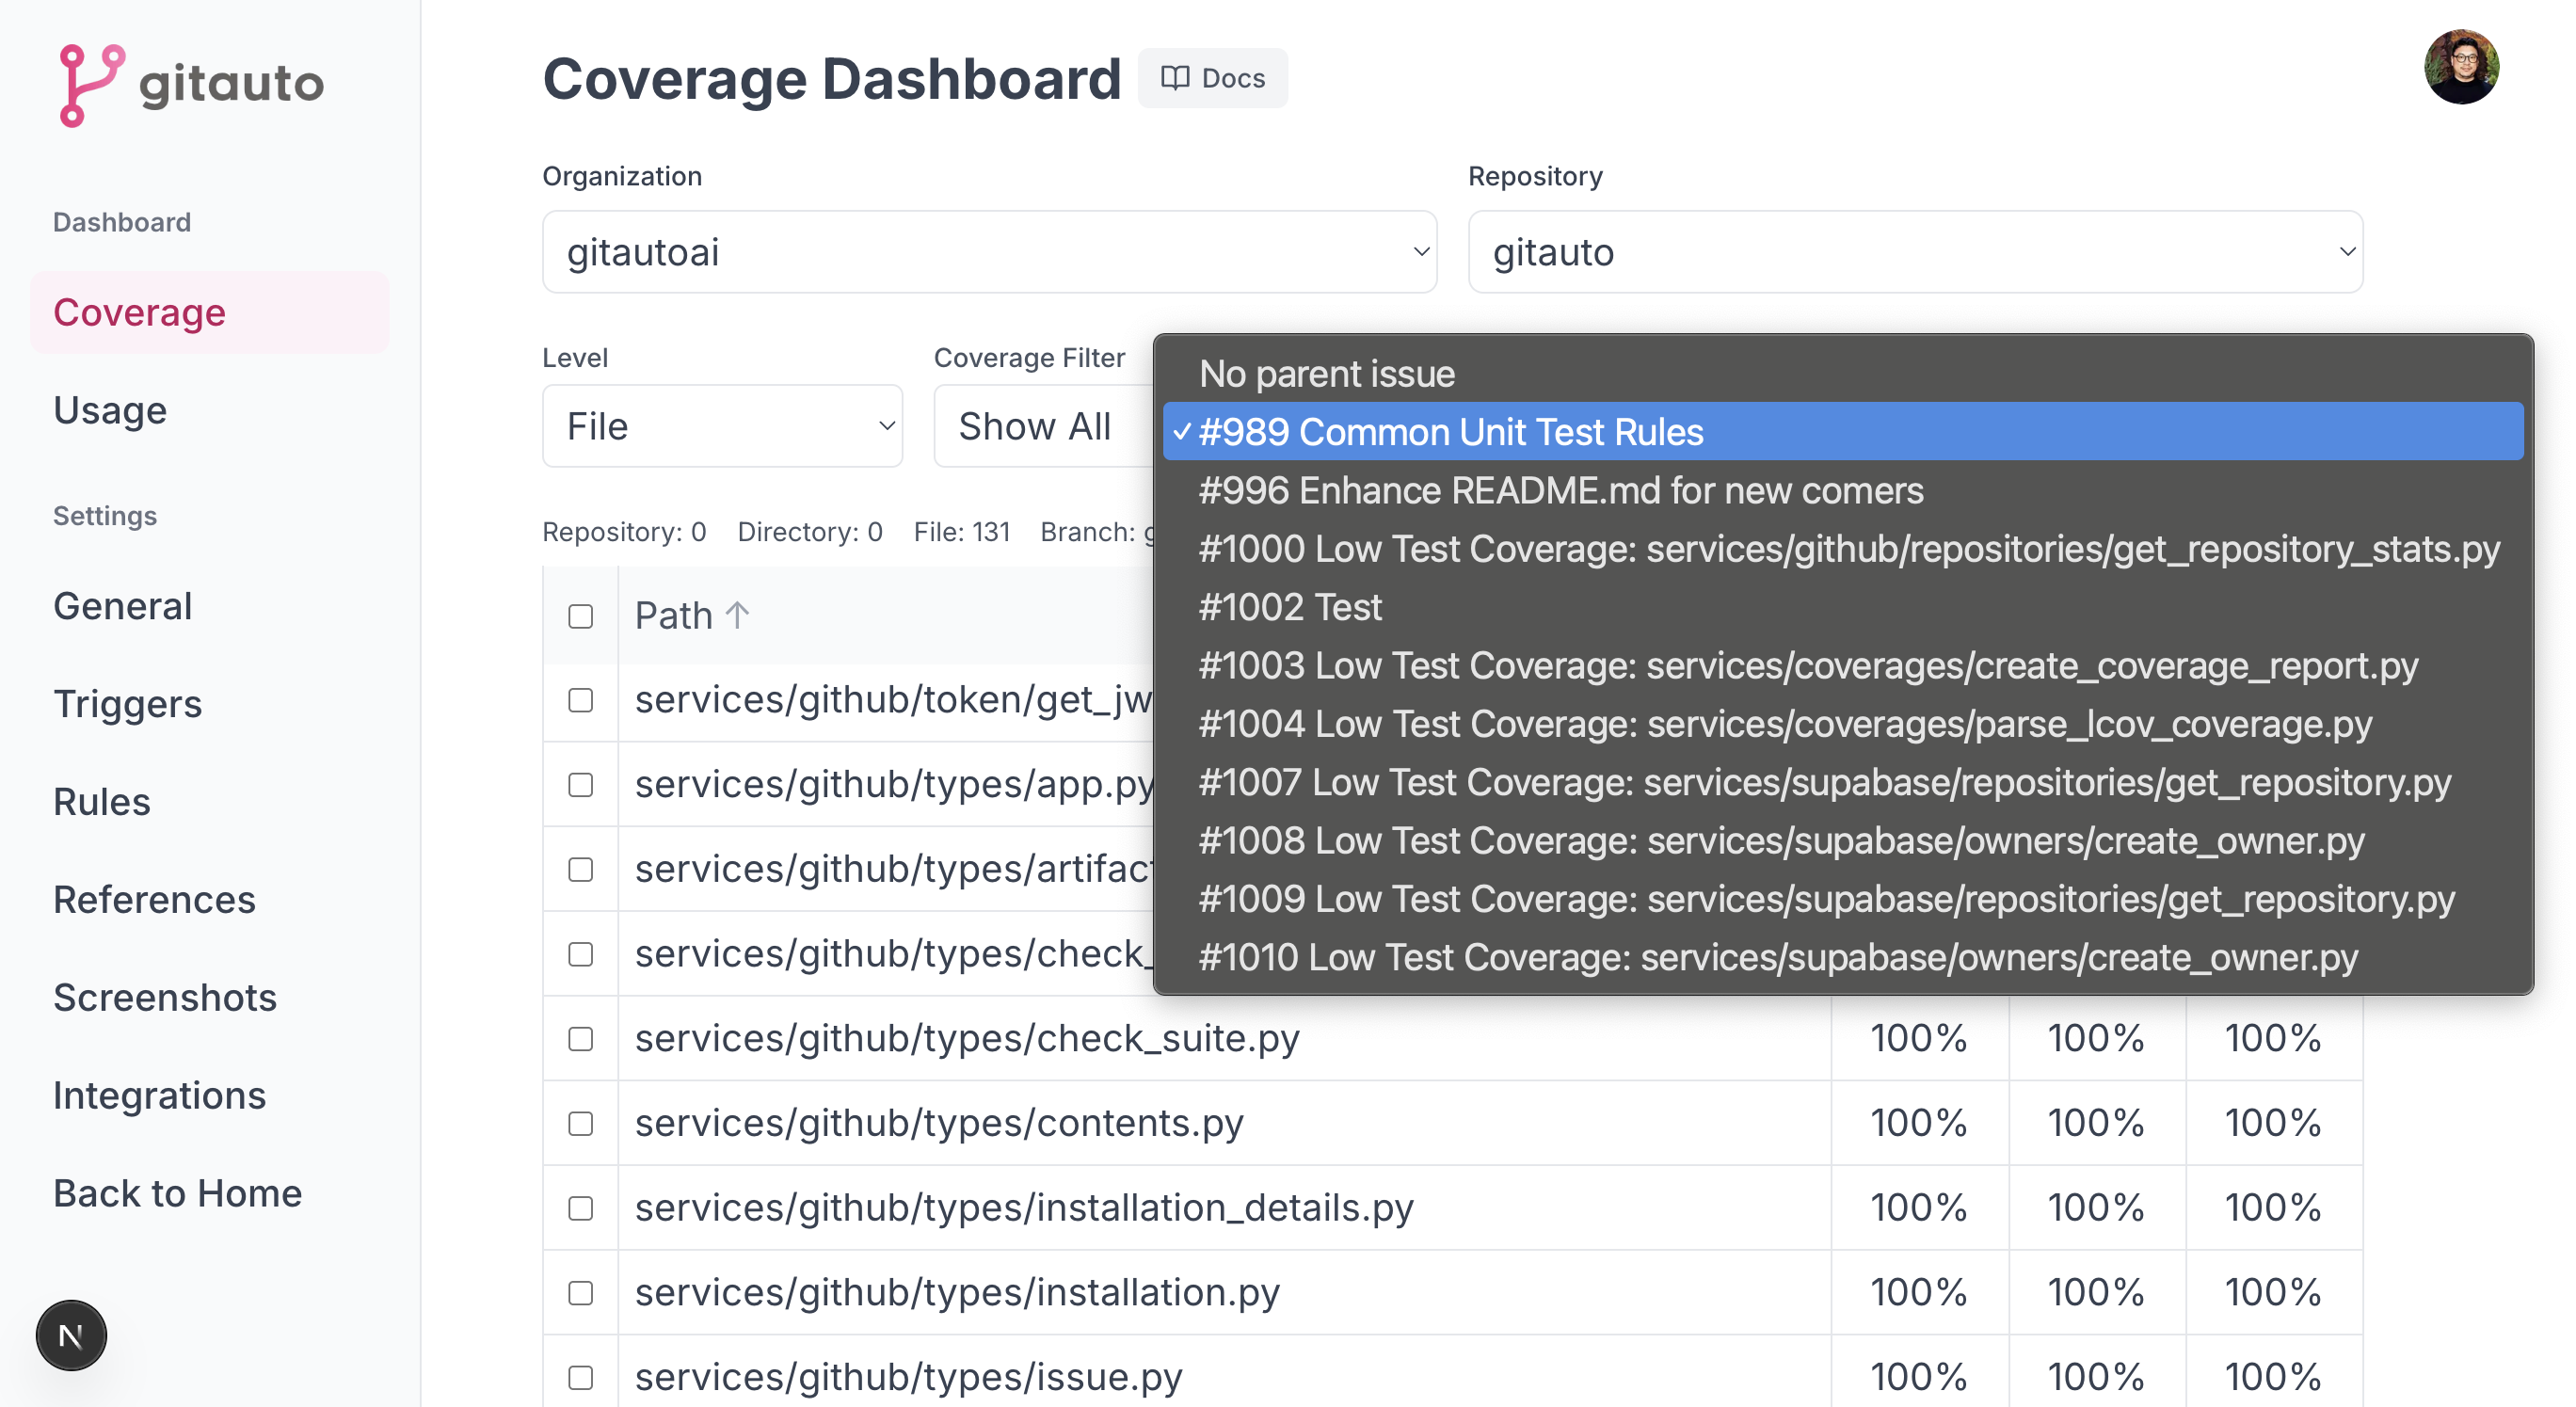 gitauto
Dashboard
Coverage
Usage
Settings
General
Triggers
Rules
References
Screenshots
Integrations
Back to Home
N
Coverage Dashboard
Docs
Organization
gitautoai
Repository
gitauto
Level
File
Coverage Filter
Show All
No parent issue
✓ #989 Common Unit Test Rules
#996 Enhance README.md for new comers
#1000 Low Test Coverage: services/github/repositories/get_repository_stats.py
#1002 Test
#1003 Low Test Coverage: services/coverages/create_coverage_report.py
#1004 Low Test Coverage: services/coverages/parse_lcov_coverage.py
#1007 Low Test Coverage: services/supabase/repositories/get_repository.py
#1008 Low Test Coverage: services/supabase/owners/create_owner.py
#1009 Low Test Coverage: services/supabase/repositories/get_repository.py
#1010 Low Test Coverage: services/supabase/owners/create_owner.py
Repository: 0 Directory: 0 File: 131 Branch:
Path ↑
services/github/token/get_jw
services/github/types/app.py
services/github/types/artifac
services/github/types/check_
services/github/types/check_suite.py 100% 100% 100%
services/github/types/contents.py 100% 100% 100%
services/github/types/installation_details.py 100% 100% 100%
services/github/types/installation.py 100% 100% 100%
services/github/types/issue.py 100% 100% 100%